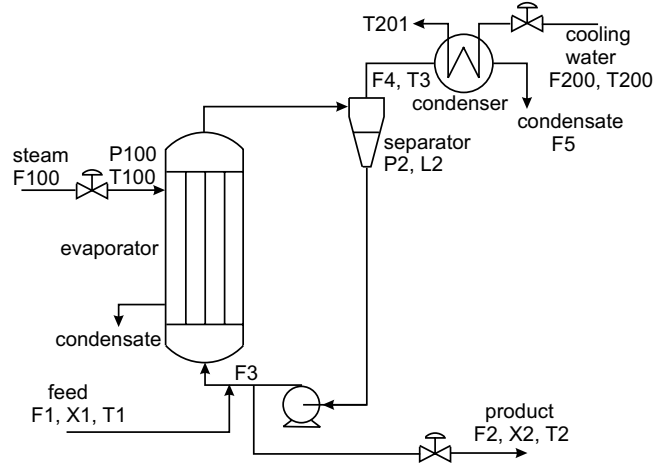 T201
cooling
water
F200, T200
F4, T3
condenser
condensate
F5
separator
P2, L2
steam
F100
P100
T100
evaporator
condensate
F3
feed
F1, X1, T1
product
F2, X2, T2